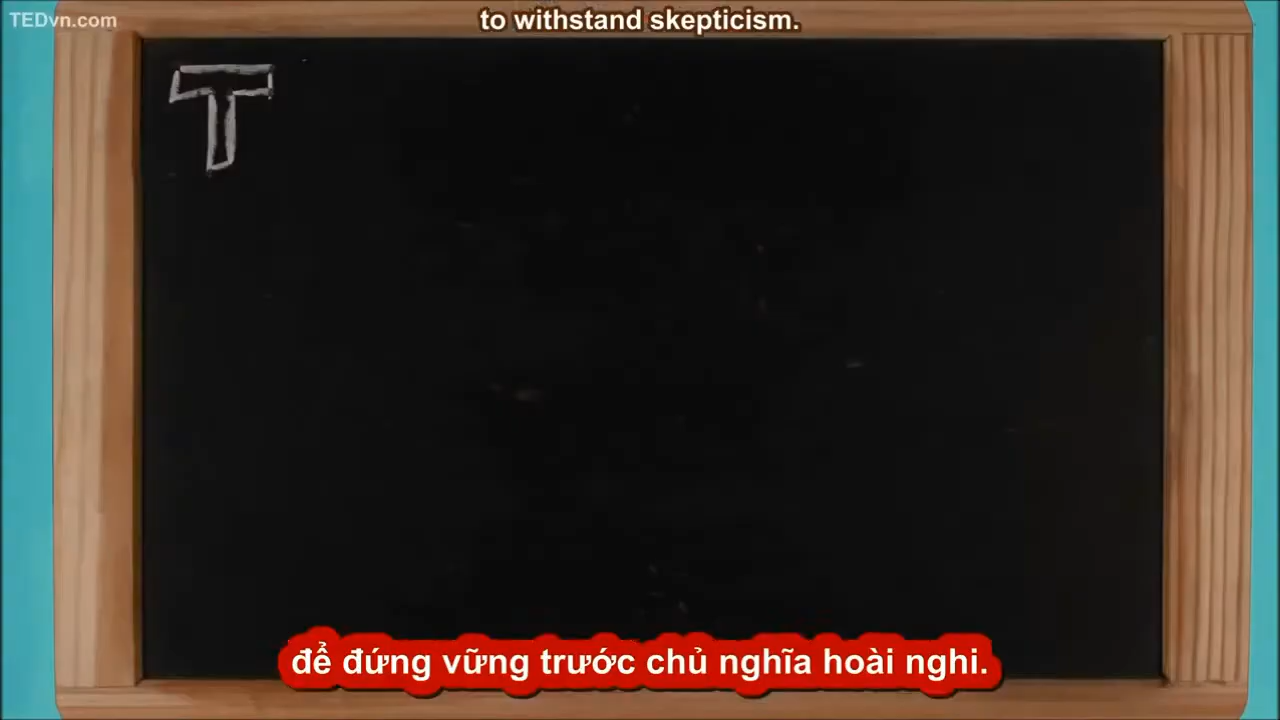 TEDvn.com
to withstand skepticism.
T
để đứng vững trước chủ nghĩa hoài nghi.